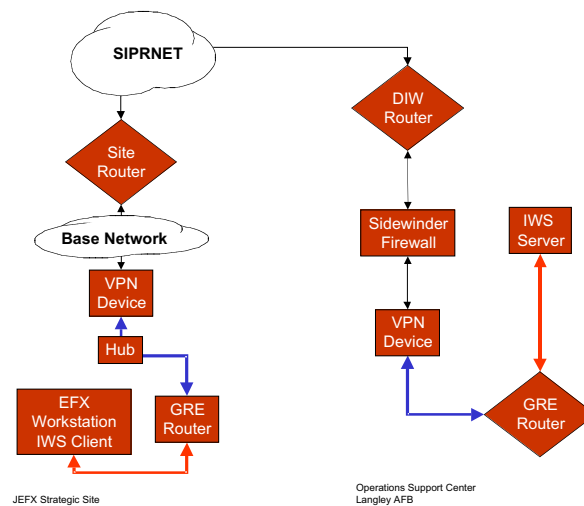 SIPRNET
DIW
Router
Site
Router
Sidewinder
Firewall
IWS
Server
Base Network
VPN
Device
VPN
Device
Hub
EFX
Workstation
IWS Client
GRE
Router
GRE
Router
JEFX Strategic Site
Operations Support Center
Langley AFB